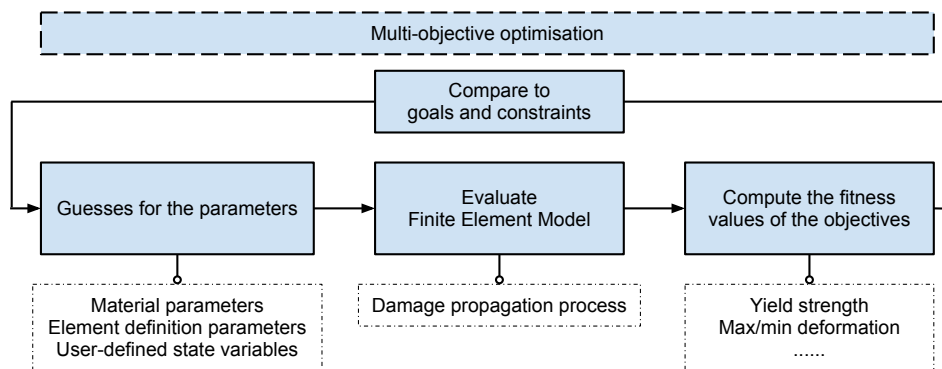 Multi-objective optimisation
Compare to
goals and constraints
Guesses for the parameters
Evaluate
Finite Element Model
Compute the fitness
values of the objectives
Material parameters
Element definition parameters
User-defined state variables
Damage propagation process
Yield strength
Max/min deformation
......